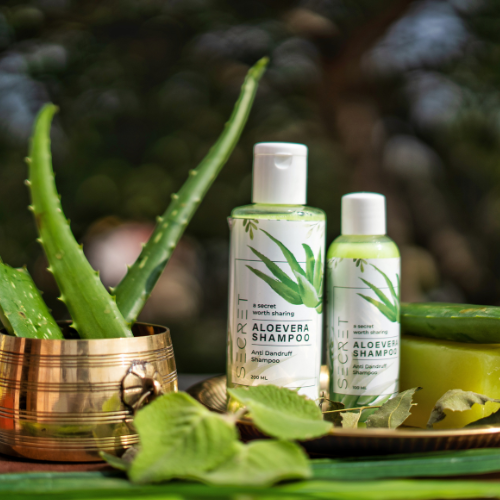 SECRET
a secret
worth sharing
ALOEVERA
SHAMPOO
Anti Dandruff
Shampoo
200 ML
SECRET
a secret
worth sharing
ALOEVERA
SHAMPOO
Anti Dandruff
Shampoo
100 ML